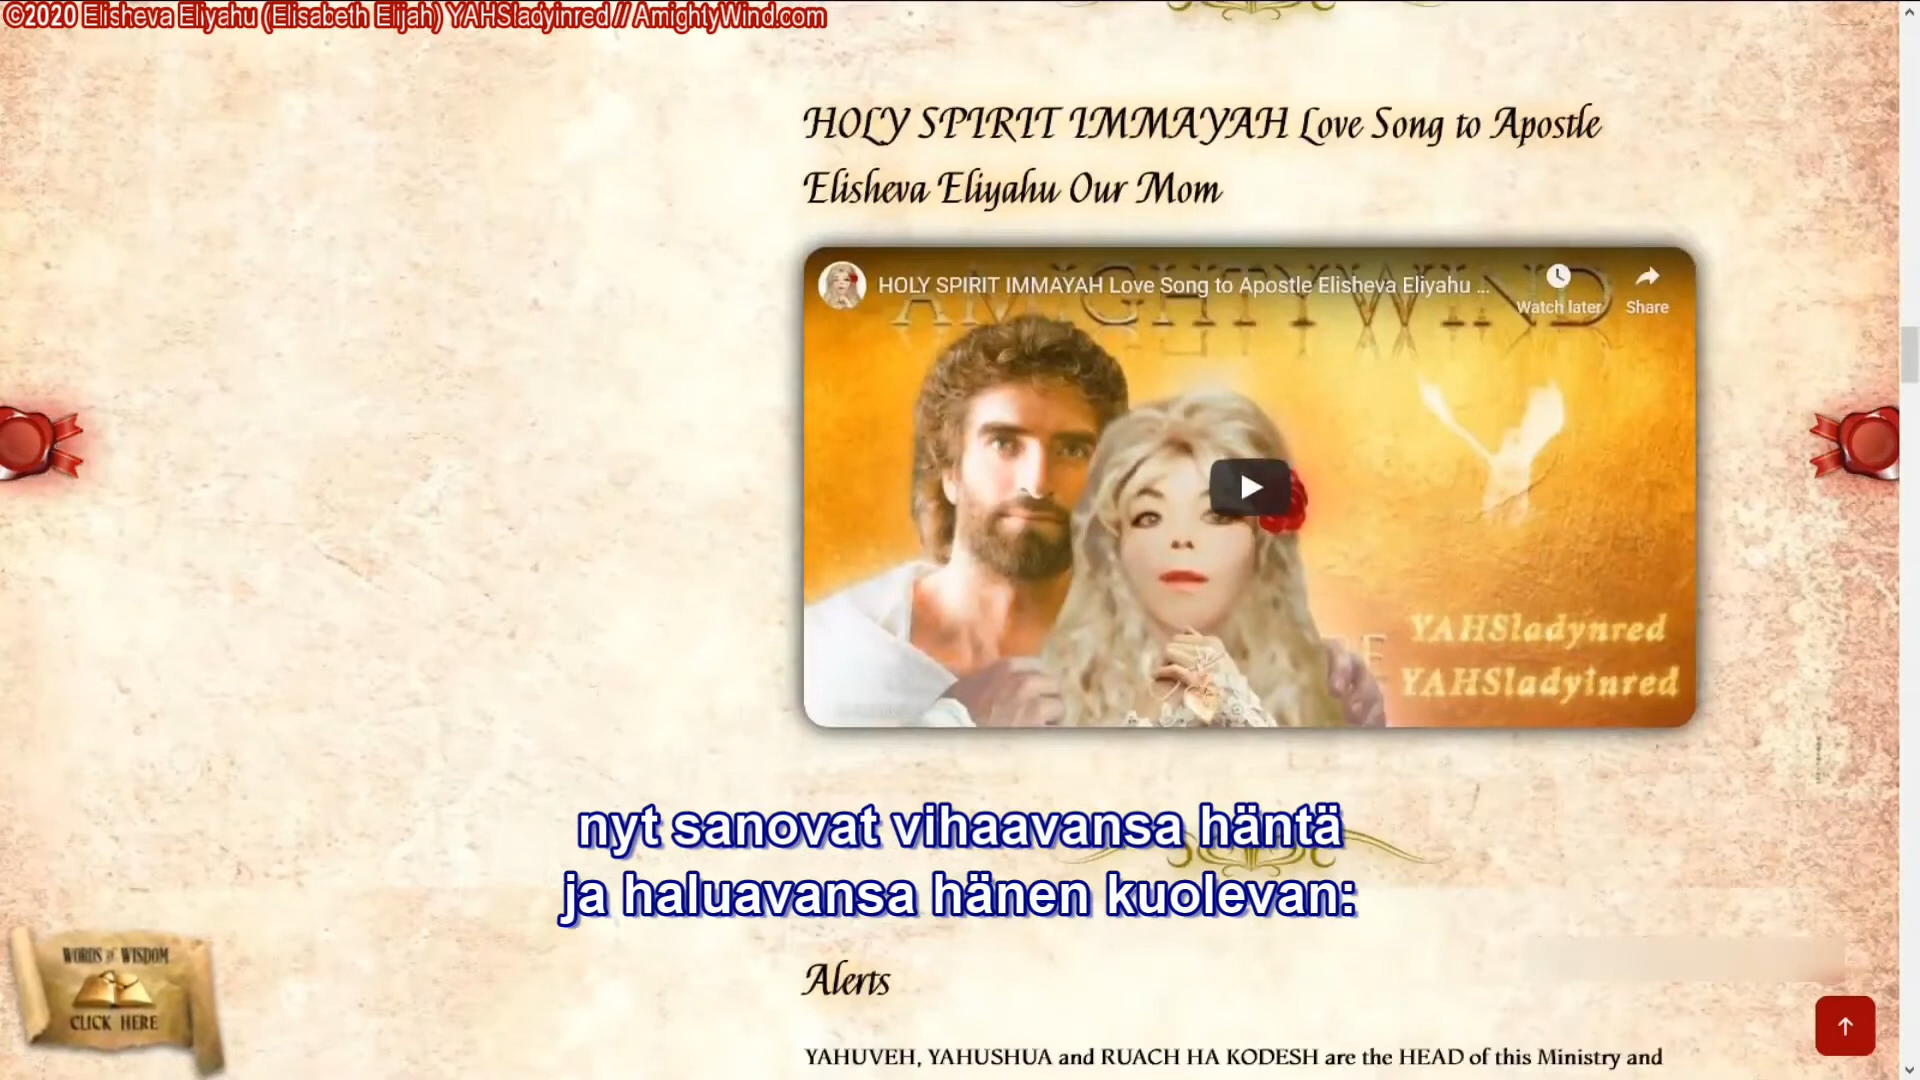 ©2020 Elisheva Eliyahu (Elisabeth Elijah) YAHSladyinred // AmightyWind.com
HOLY SPIRIT IMMAYAH Love Song to Apostle
Elisheva Eliyahu Our Mom
HOLY SPIRIT IMMAYAH Love Song to Apostle Elisheva Eliyahu ...
Watch later
Share
AMIGHTYWIND
YAHSladynred
YAHSladyinred
nyt sanovat vihaavansa häntä
ja haluavansa hänen kuolevan:
WORDS of WISDOM
CLICK HERE
Alerts
YAHUVEH, YAHUSHUA and RUACH HA KODESH are the HEAD of this Ministry and